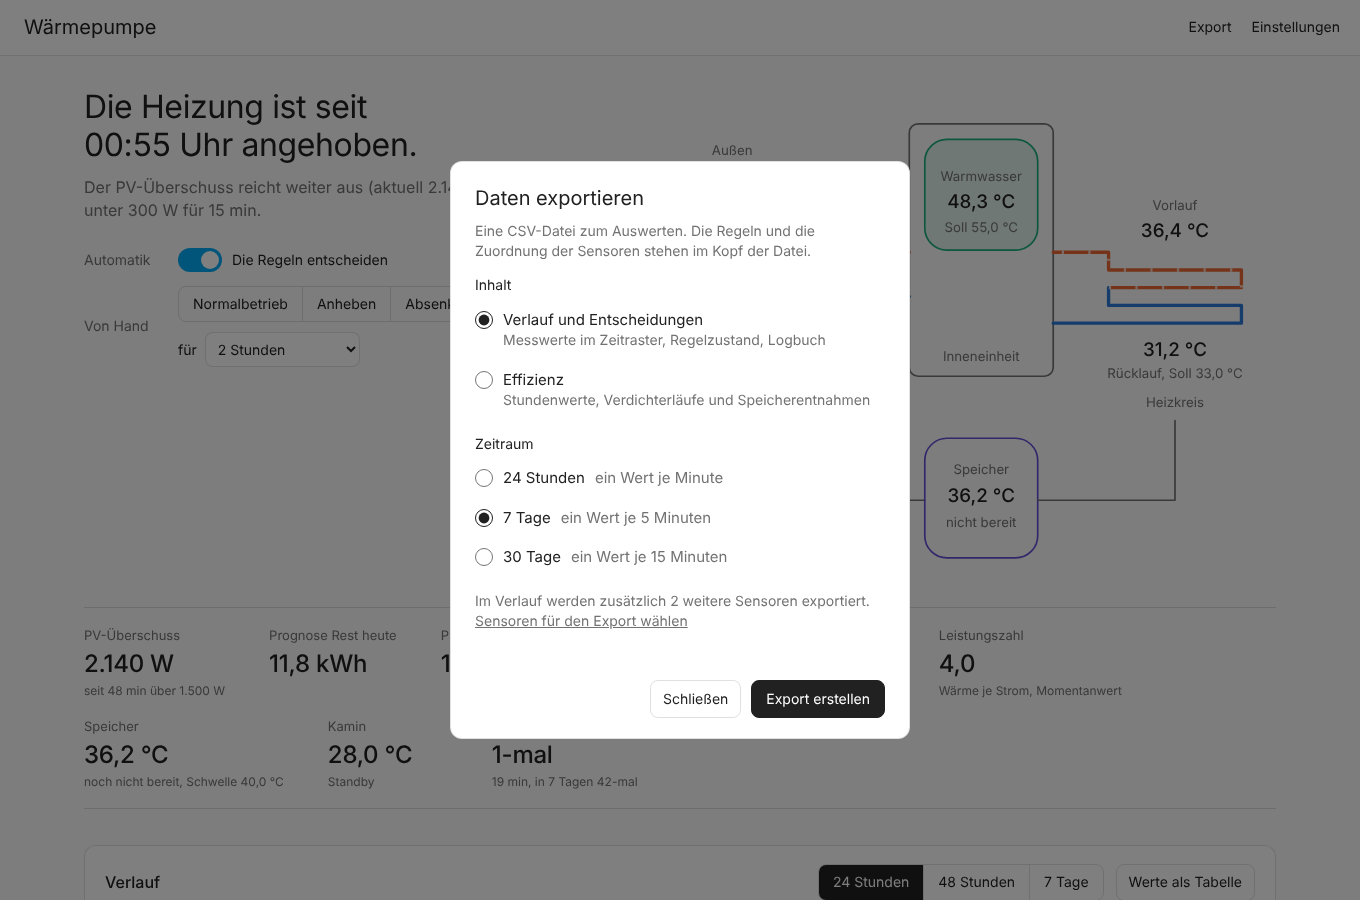 Wärmepumpe
Export
Einstellungen
Die Heizung ist seit
00:55 Uhr angehoben.
Der PV-Überschuss reicht weiter aus (aktuell
unter 300 W für 15 min.
Automatik
Die Regeln entscheiden
Von Hand
Normalbetrieb
Anheben
für
2 Stunden
Außen
Warmwasser
48,3 °C
Soll 55,0 °C
Inneneinheit
Vorlauf
36,4 °C
31,2 °C
Rücklauf, Soll 33,0 °C
Heizkreis
Speicher
36,2 °C
nicht bereit
Daten exportieren
Eine CSV-Datei zum Auswerten. Die Regeln und die
Zuordnung der Sensoren stehen im Kopf der Datei.
Inhalt
Verlauf und Entscheidungen
Messwerte im Zeitraster, Regelzustand, Logbuch
Effizienz
Stundenwerte, Verdichterläufe und Speicherentnahmen
Zeitraum
24 Stunden ein Wert je Minute
7 Tage ein Wert je 5 Minuten
30 Tage ein Wert je 15 Minuten
Im Verlauf werden zusätzlich 2 weitere Sensoren exportiert.
Sensoren für den Export wählen
Schließen
Export erstellen
PV-Überschuss
2.140 W
seit 48 min über 1.500 W
Prognose Rest heute
11,8 kWh
Leistungszahl
4,0
Wärme je Strom, Momentanwert
Speicher
36,2 °C
noch nicht bereit, Schwelle 40,0 °C
Kamin
28,0 °C
Standby
1-mal
19 min, in 7 Tagen 42-mal
Verlauf
24 Stunden
48 Stunden
7 Tage
Werte als Tabelle